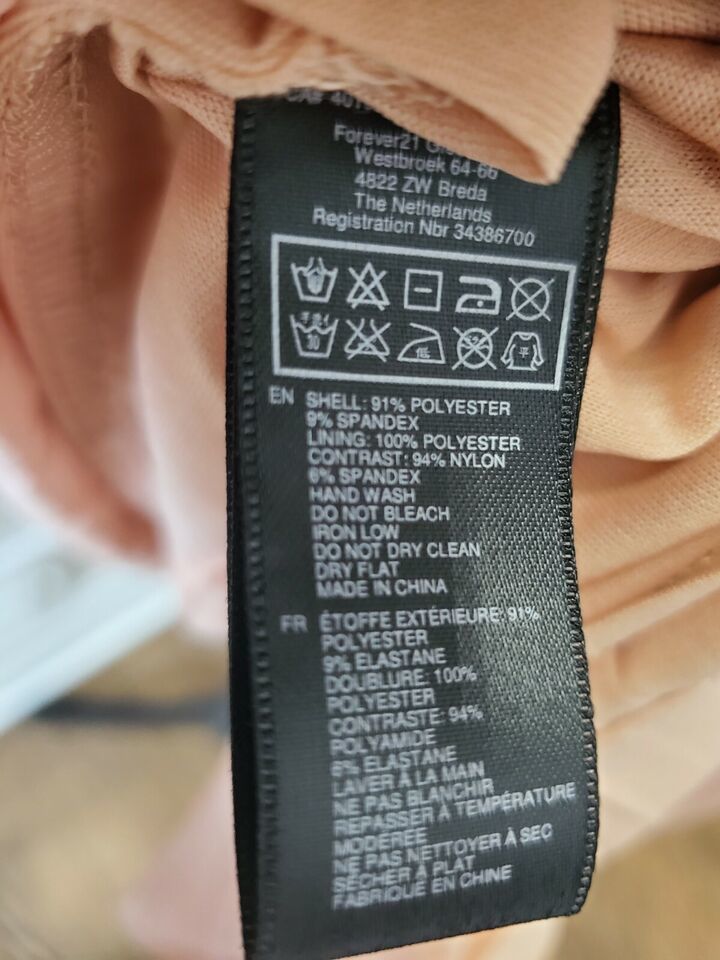 Forever21
Westbroek 64-66
4822 ZW Breda
The Netherlands
Registration Nbr 34386700
30
低
平
EN SHELL: 91% POLYESTER
9% SPANDEX
LINING: 100% POLYESTER
CONTRAST: 94% NYLON
6% SPANDEX
HAND WASH
DO NOT BLEACH
IRON LOW
DO NOT DRY CLEAN
DRY FLAT
MADE IN CHINA
FR ÉTOFFE EXTÉRIEURE: 91%
POLYESTER
9% ELASTANE
DOUBLURE: 100%
POLYESTER
CONTRASTE: 94%
POLYAMIDE
6% ELASTANE
LAVER À LA MAIN
NE PAS BLANCHIR
REPASSER À TEMPÉRATURE
MODÉRÉE
NE PAS NETTOYER À SEC
SÉCHER À PLAT
FABRIQUÉ EN CHINE